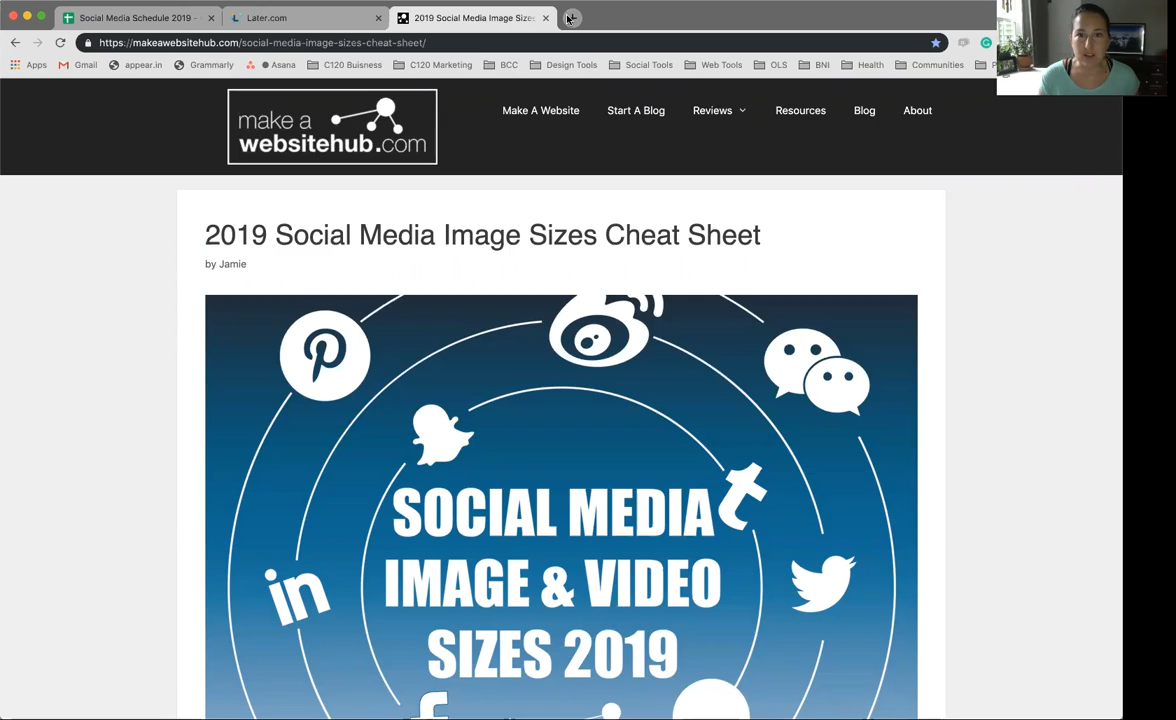 Social Media Schedule 2019 -
Later.com
2019 Social Media Image Sizes
https://makeawebsitehub.com/social-media-image-sizes-cheat-sheet/
Apps Gmail appear.in Grammarly Asana C120 Buisness C120 Marketing BCC Design Tools Social Tools Web Tools OLS BNI Health Communities
make a
websitehub.com
Make A Website Start A Blog Reviews Resources Blog About
2019 Social Media Image Sizes Cheat Sheet
by Jamie
SOCIAL MEDIA
IMAGE & VIDEO
SIZES 2019